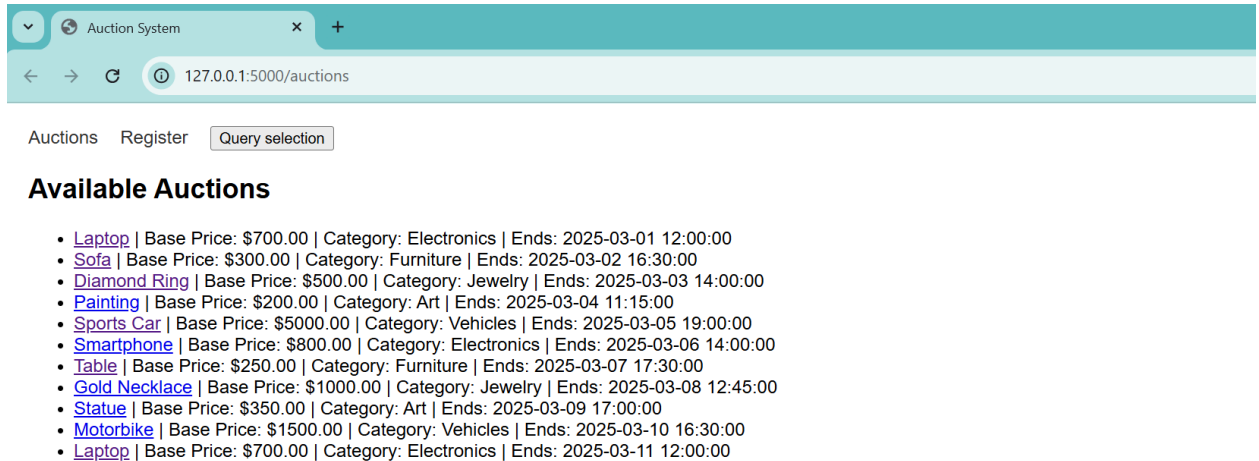 Auction System
127.0.0.1:5000/auctions
Auctions Register Query selection
Available Auctions
Laptop | Base Price: $700.00 | Category: Electronics | Ends: 2025-03-01 12:00:00
Sofa | Base Price: $300.00 | Category: Furniture | Ends: 2025-03-02 16:30:00
Diamond Ring | Base Price: $500.00 | Category: Jewelry | Ends: 2025-03-03 14:00:00
Painting | Base Price: $200.00 | Category: Art | Ends: 2025-03-04 11:15:00
Sports Car | Base Price: $5000.00 | Category: Vehicles | Ends: 2025-03-05 19:00:00
Smartphone | Base Price: $800.00 | Category: Electronics | Ends: 2025-03-06 14:00:00
Table | Base Price: $250.00 | Category: Furniture | Ends: 2025-03-07 17:30:00
Gold Necklace | Base Price: $1000.00 | Category: Jewelry | Ends: 2025-03-08 12:45:00
Statue | Base Price: $350.00 | Category: Art | Ends: 2025-03-09 17:00:00
Motorbike | Base Price: $1500.00 | Category: Vehicles | Ends: 2025-03-10 16:30:00
Laptop | Base Price: $700.00 | Category: Electronics | Ends: 2025-03-11 12:00:00